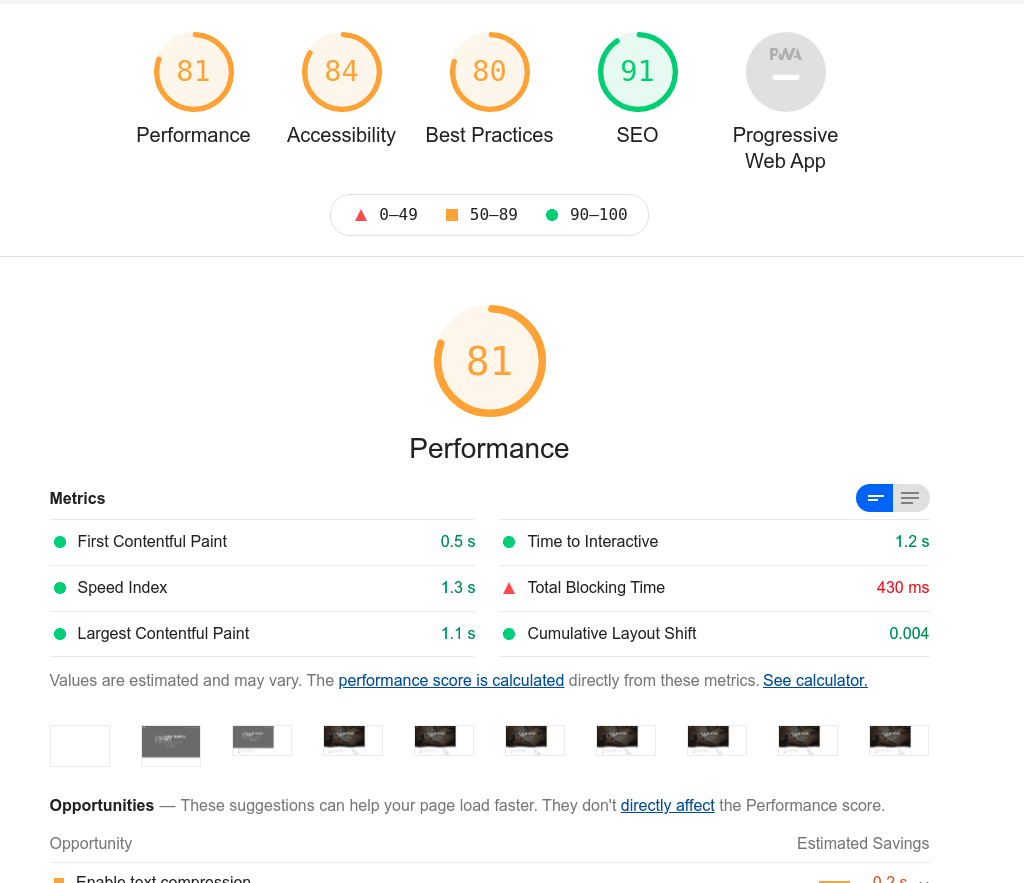 81 84 80 91 PWA
Performance Accessibility Best Practices SEO Progressive
Web App
0–49 50–89 90–100
81
Performance
Metrics
First Contentful Paint 0.5 s Time to Interactive 1.2 s
Speed Index 1.3 s Total Blocking Time 430 ms
Largest Contentful Paint 1.1 s Cumulative Layout Shift 0.004
Values are estimated and may vary. The performance score is calculated directly from these metrics. See calculator.
Opportunities — These suggestions can help your page load faster. They don't directly affect the Performance score.
Opportunity Estimated Savings
Enable text compression 0.2 s